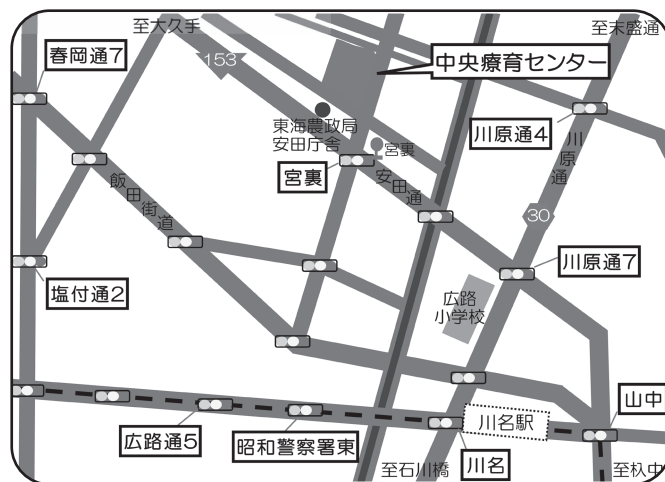 至大久手
至末盛通
春岡通7
153
中央療育センター
東海農政局
安田庁舎
宮裏
川原通4
川原通
宮裏
安田通
飯田街道
30
川原通7
塩付通2
広路
小学校
山中
広路通5
昭和警察署東
川名駅
川名
至石川橋
至杁中